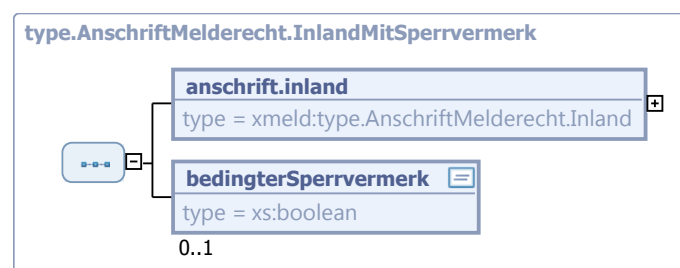 type.AnschriftMelderecht.InlandMitSperrvermerk
anschrift.inland
type = xmeld:type.AnschriftMelderecht.Inland
bedingterSperrvermerk
type = xs:boolean
0..1